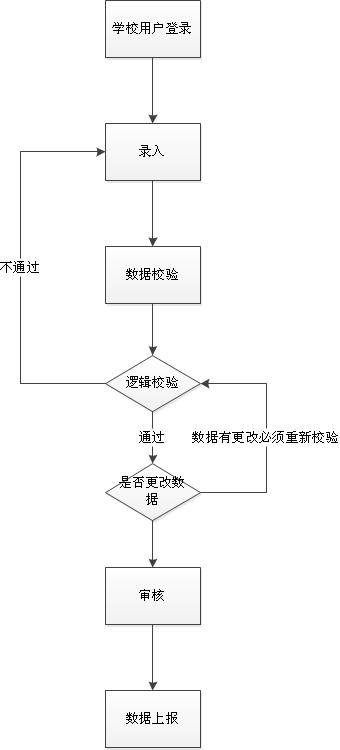 学校用户登录
录入
不通过
数据校验
逻辑校验
通过
数据有更改必须重新校验
是否更改数
据
审核
数据上报